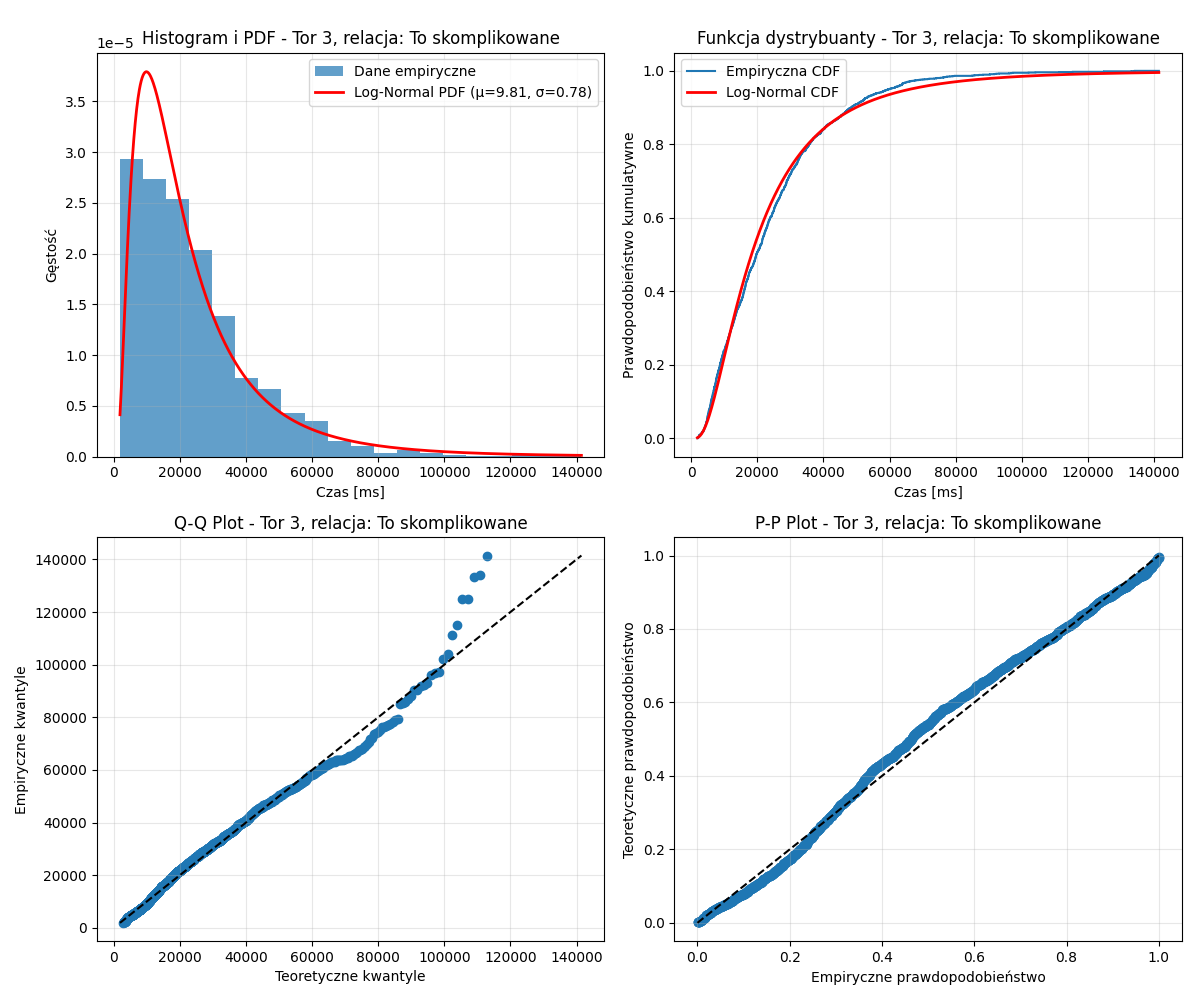 Histogram i PDF - Tor 3, relacja: To skomplikowane
1e−5
Dane empiryczne
Log-Normal PDF (μ=9.81, σ=0.78)
Gęstość
3.5
3.0
2.5
2.0
1.5
1.0
0.5
0.0
0 20000 40000 60000 80000 100000 120000 140000
Czas [ms]
Funkcja dystrybuanty - Tor 3, relacja: To skomplikowane
Empiryczna CDF
Log-Normal CDF
Prawdopodobieństwo kumulatywne
1.0
0.8
0.6
0.4
0.2
0.0
0 20000 40000 60000 80000 100000 120000 140000
Czas [ms]
Q-Q Plot - Tor 3, relacja: To skomplikowane
Empiryczne kwantyle
140000
120000
100000
80000
60000
40000
20000
0
0 20000 40000 60000 80000 100000 120000 140000
Teoretyczne kwantyle
P-P Plot - Tor 3, relacja: To skomplikowane
Teoretyczne prawdopodobieństwo
1.0
0.8
0.6
0.4
0.2
0.0
0.0 0.2 0.4 0.6 0.8 1.0
Empiryczne prawdopodobieństwo